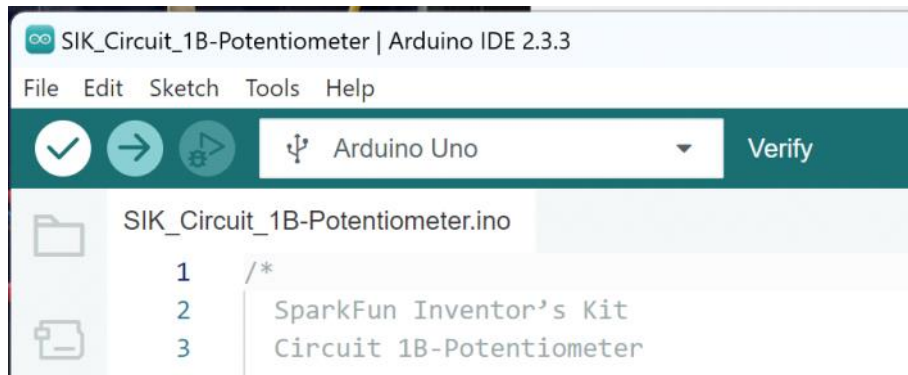 SIK_Circuit_1B-Potentiometer | Arduino IDE 2.3.3
File Edit Sketch Tools Help
Arduino Uno Verify
SIK_Circuit_1B-Potentiometer.ino
1 /*
2 SparkFun Inventor’s Kit
3 Circuit 1B-Potentiometer